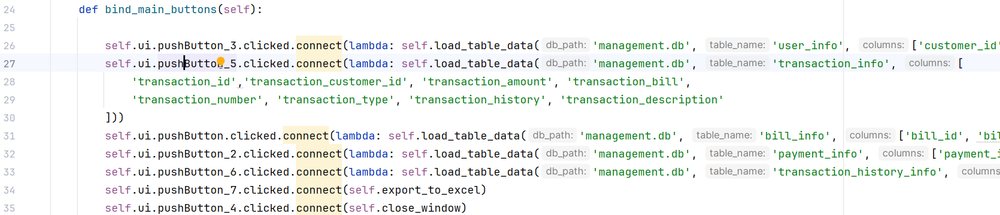 24 def bind_main_buttons(self):
25
26 self.ui.pushButton_3.clicked.connect(lambda: self.load_table_data( db_path: 'management.db', table_name: 'user_info', columns: ['customer_id'
27 self.ui.pushButton_5.clicked.connect(lambda: self.load_table_data( db_path: 'management.db', table_name: 'transaction_info', columns: [
28 'transaction_id','transaction_customer_id', 'transaction_amount', 'transaction_bill',
29 'transaction_number', 'transaction_type', 'transaction_history', 'transaction_description'
30 ]))
31 self.ui.pushButton.clicked.connect(lambda: self.load_table_data( db_path: 'management.db', table_name: 'bill_info', columns: ['bill_id', 'bil
32 self.ui.pushButton_2.clicked.connect(lambda: self.load_table_data( db_path: 'management.db', table_name: 'payment_info', columns: ['payment_i
33 self.ui.pushButton_6.clicked.connect(lambda: self.load_table_data( db_path: 'management.db', table_name: 'transaction_history_info', columns
34 self.ui.pushButton_7.clicked.connect(self.export_to_excel)
35 self.ui.pushButton_4.clicked.connect(self.close_window)